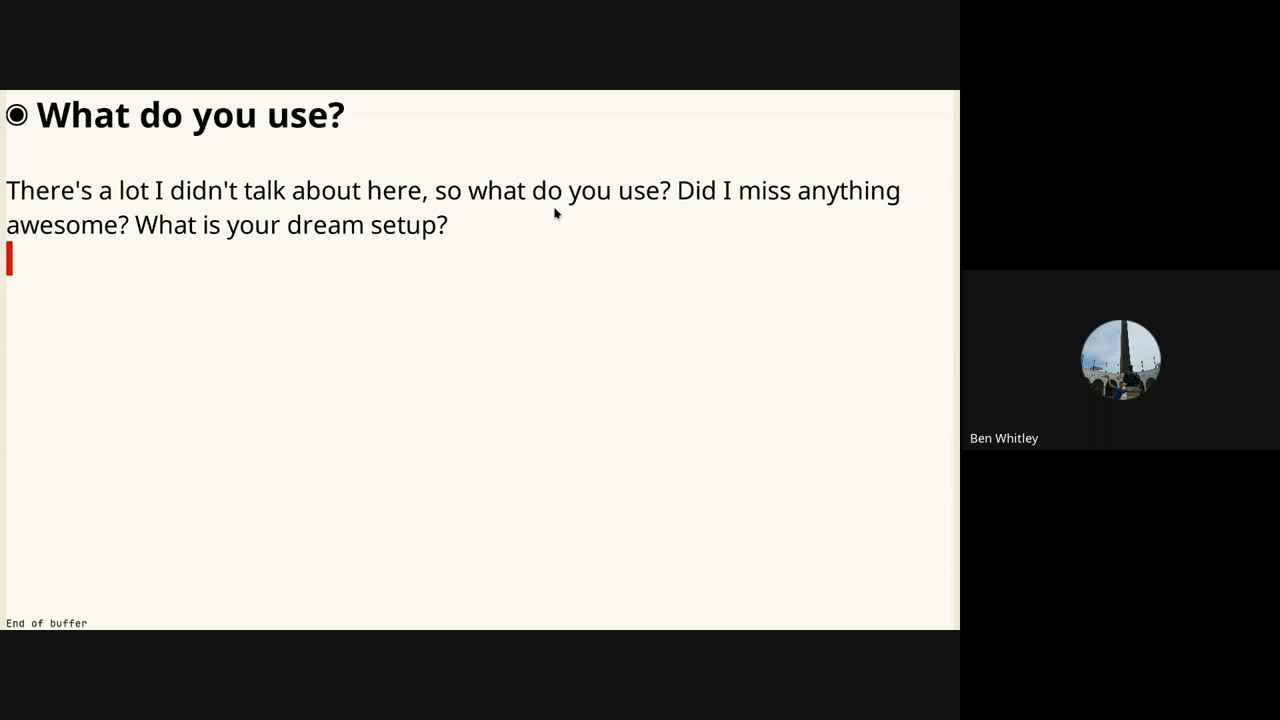 ◉ What do you use?
There's a lot I didn't talk about here, so what do you use? Did I miss anything
awesome? What is your dream setup?
End of buffer
Ben Whitley